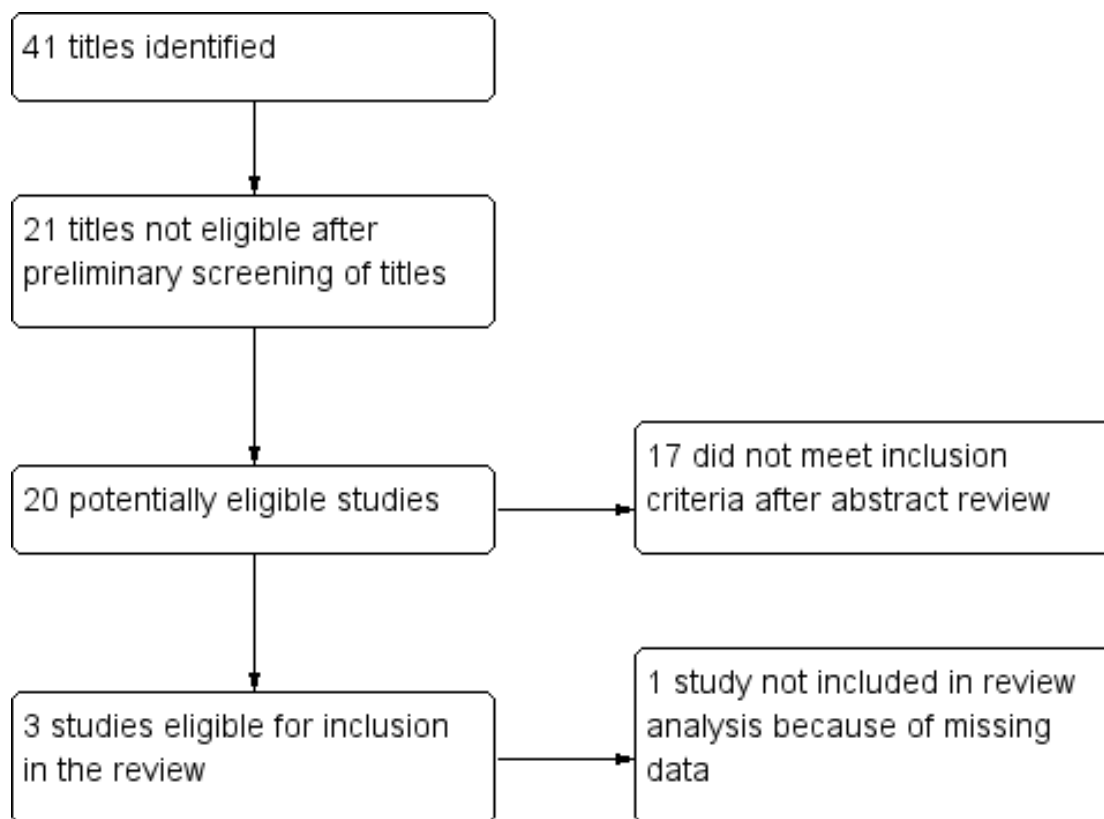 41 titles identified
21 titles not eligible after
preliminary screening of titles
20 potentially eligible studies
17 did not meet inclusion
criteria after abstract review
3 studies eligible for inclusion
in the review
1 study not included in review
analysis because of missing
data